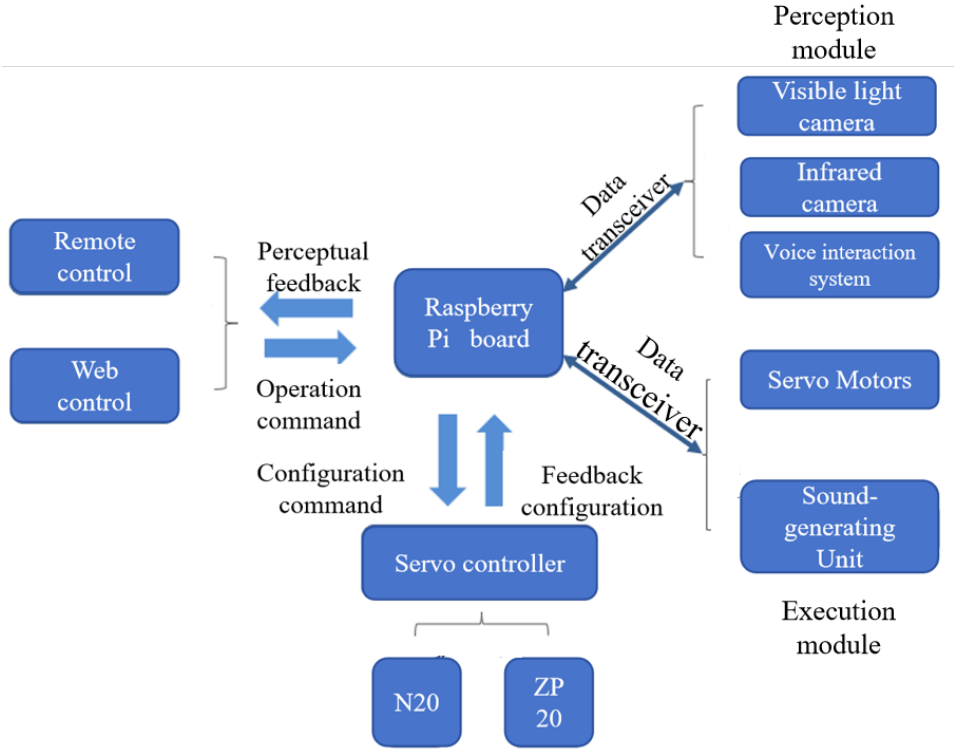 Perception
module
Visible light
camera
Infrared
camera
Voice interaction
system
Data
transceiver
Remote
control
Web
control
Perceptual
feedback
Operation
command
Raspberry
Pi board
Data
transceiver
Servo Motors
Sound-
generating
Unit
Execution
module
Configuration
command
Feedback
configuration
Servo controller
N20
ZP
20